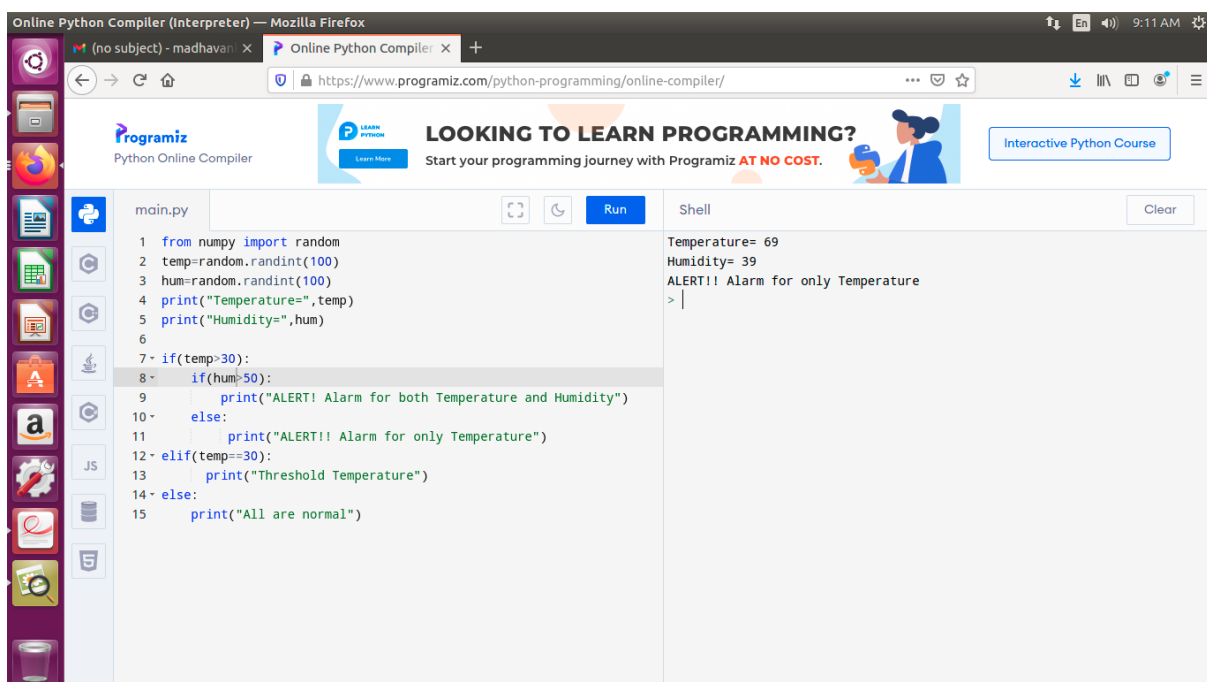 Online Python Compiler (Interpreter) — Mozilla Firefox
En 9:11 AM
(no subject) - madhavan
Online Python Compiler
https://www.programiz.com/python-programming/online-compiler/
Programiz
Python Online Compiler
LEARN PYTHON
Learn More
LOOKING TO LEARN PROGRAMMING?
Start your programming journey with Programiz AT NO COST.
Interactive Python Course
main.py
Run
Shell
Clear
1 from numpy import random
2 temp=random.randint(100)
3 hum=random.randint(100)
4 print("Temperature=",temp)
5 print("Humidity=",hum)
6
7 if(temp>30):
8     if(hum>50):
9         print("ALERT! Alarm for both Temperature and Humidity")
10     else:
11          print("ALERT!! Alarm for only Temperature")
12 elif(temp==30):
13       print("Threshold Temperature")
14 else:
15     print("All are normal")
Temperature= 69
Humidity= 39
ALERT!! Alarm for only Temperature
>
JS
5
A
a